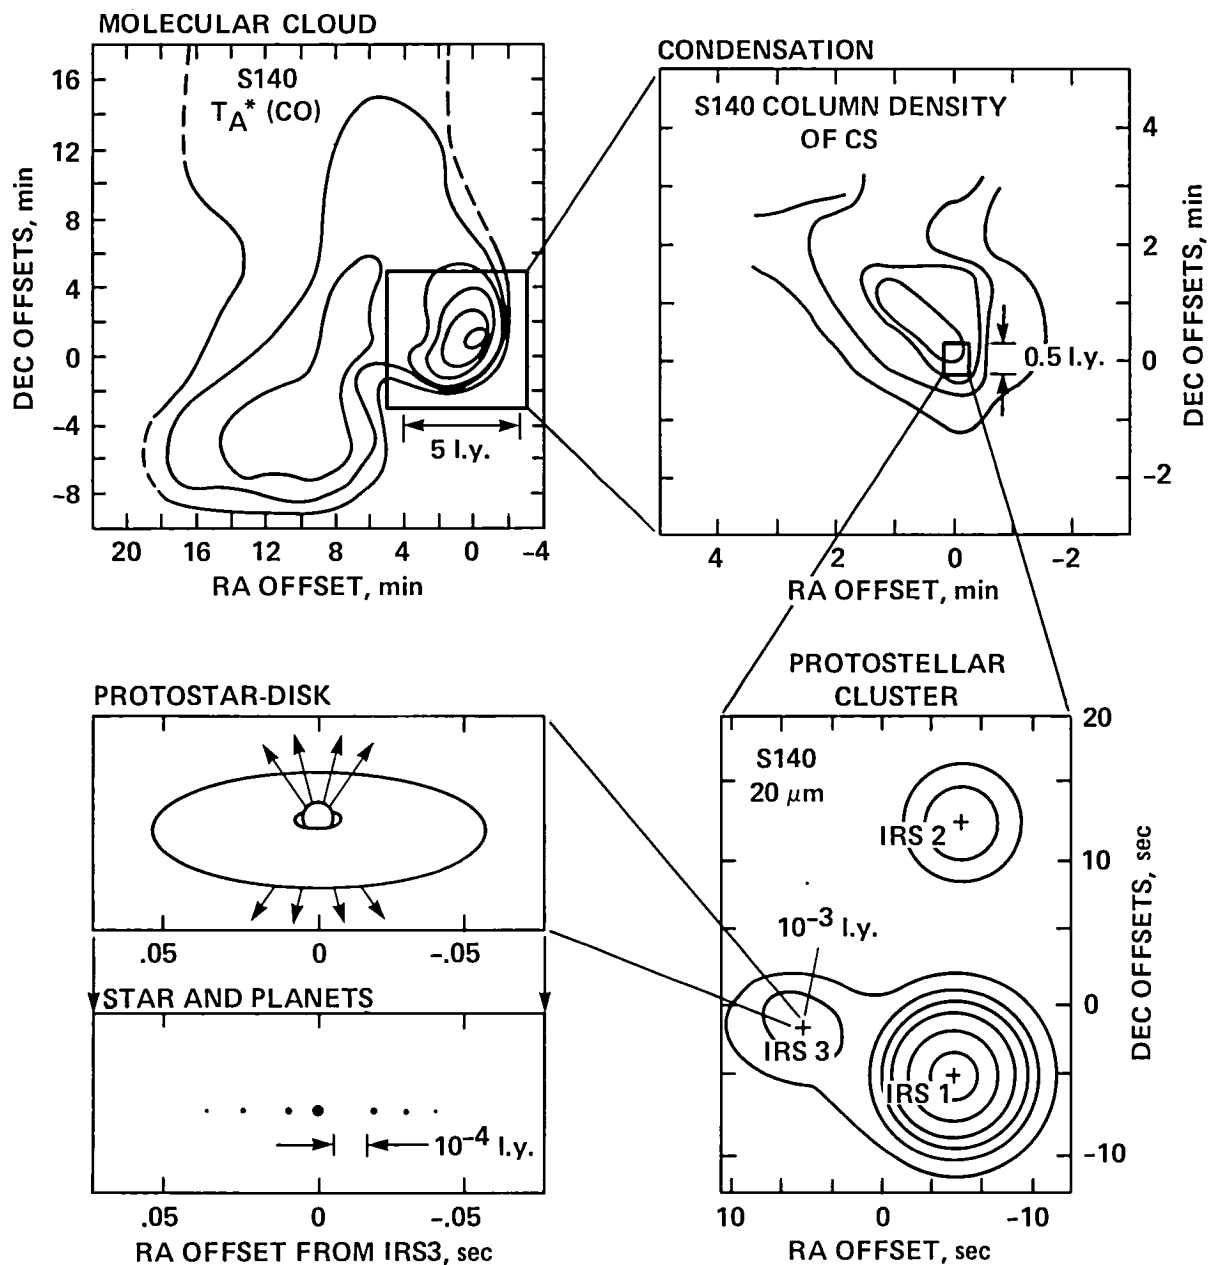 MOLECULAR CLOUD
S140
T_A* (CO)
16
12
8
4
0
-4
-8
DEC OFFSETS, min
5 l.y.
20 16 12 8 4 0 -4
RA OFFSET, min
CONDENSATION
S140 COLUMN DENSITY
OF CS
4
2
0
-2
DEC OFFSETS, min
0.5 l.y.
4 2 0 -2
RA OFFSET, min
PROTOSTELLAR
CLUSTER
S140
20 μm
IRS 2
10⁻³ l.y.
IRS 3
IRS 1
20
10
0
-10
DEC OFFSETS, sec
10 0 -10
RA OFFSET, sec
PROTOSTAR-DISK
.05 0 -.05
STAR AND PLANETS
10⁻⁴ l.y.
.05 0 -.05
RA OFFSET FROM IRS3, sec